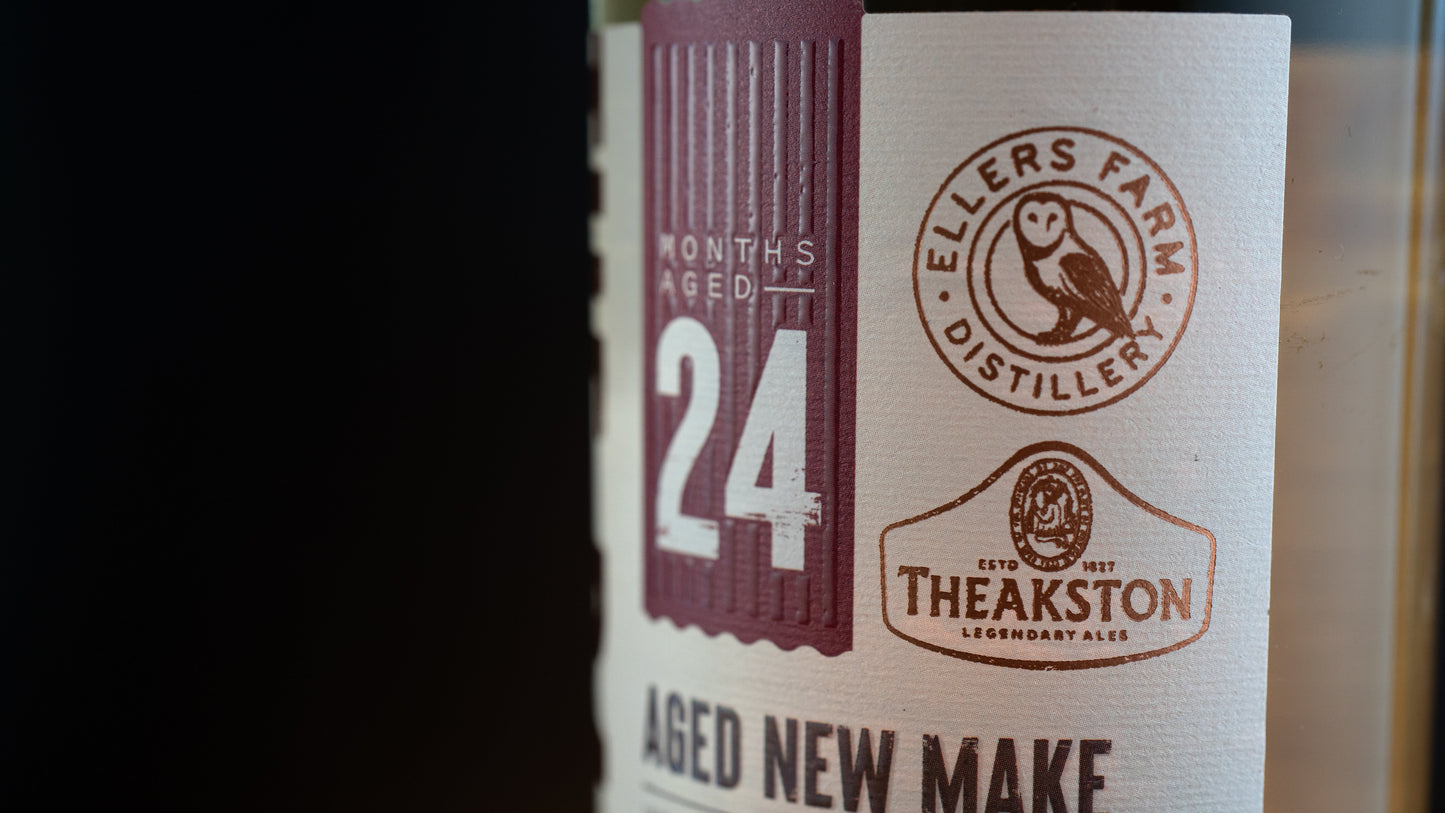 MONTHS
AGED
24
ELLERS FARM
DISTILLERY
ESTD 1827
THEAKSTON
LEGENDARY ALES
AGED NEW MAKE